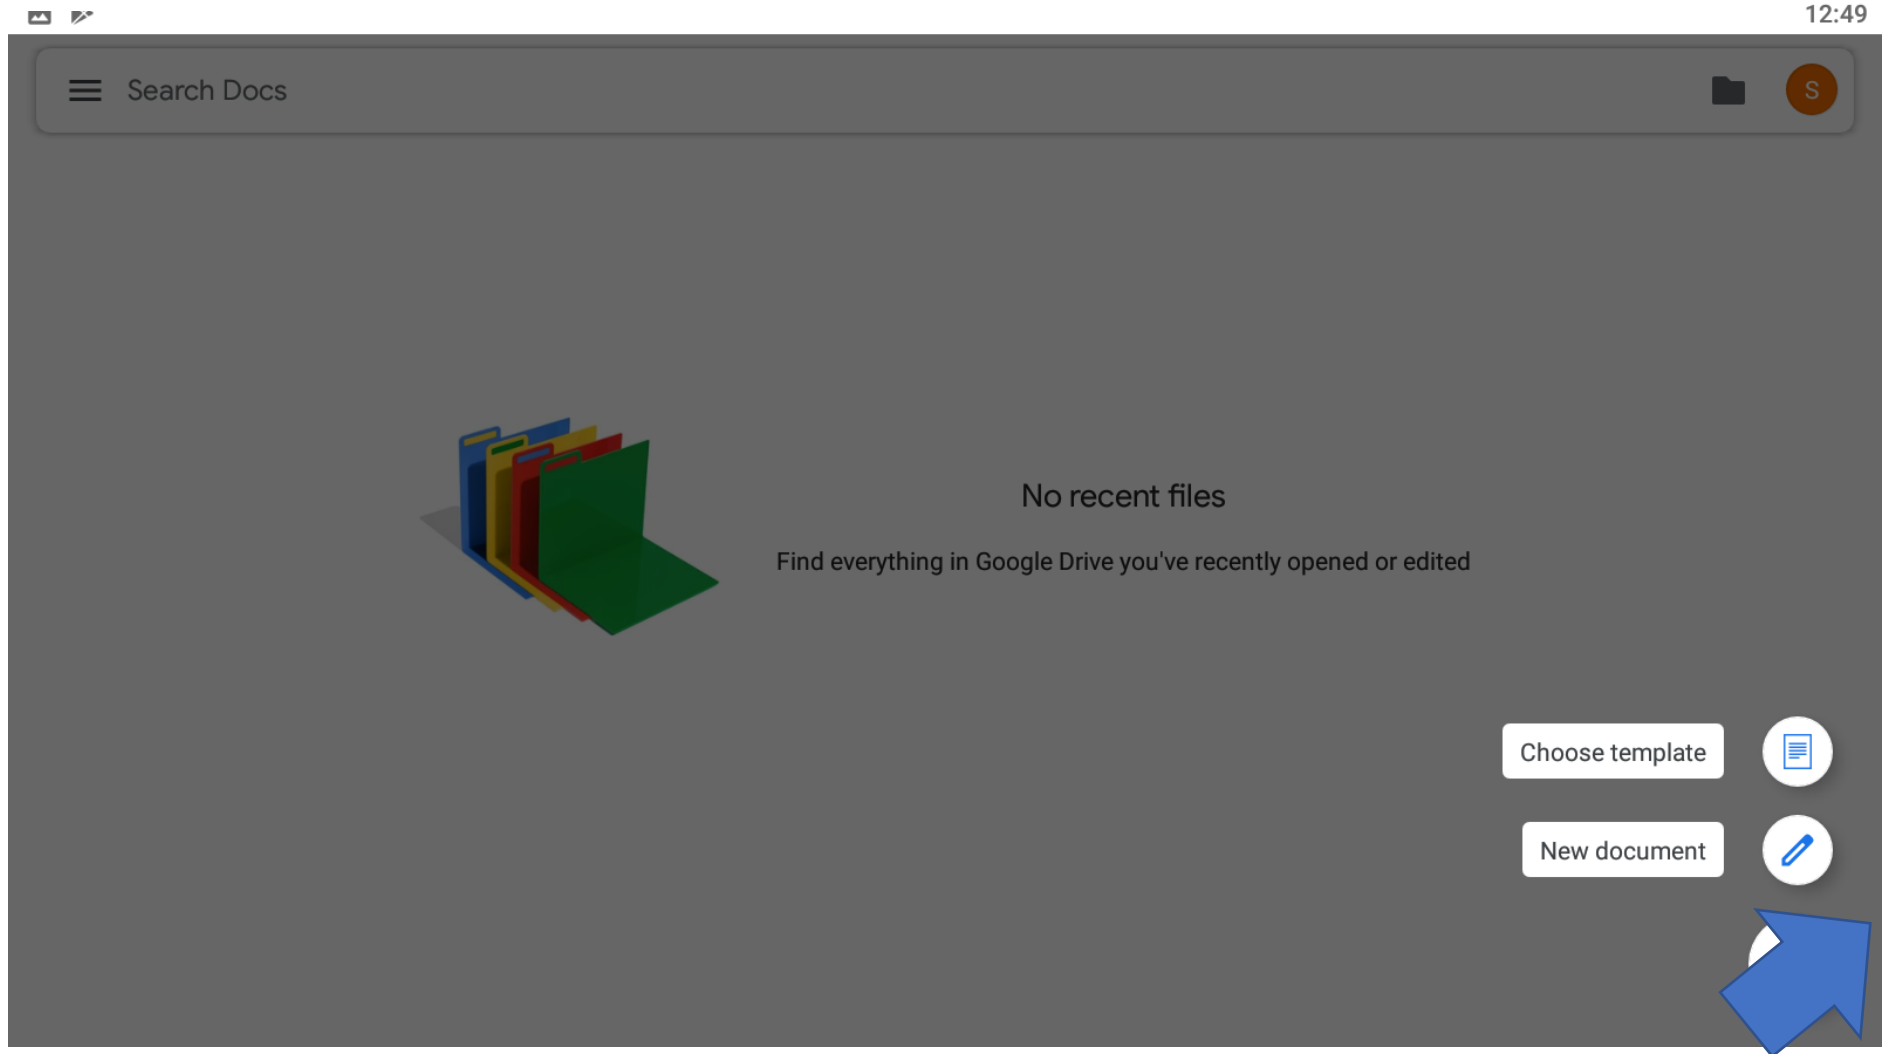 12:49
Search Docs
S
No recent files
Find everything in Google Drive you've recently opened or edited
Choose template
New document